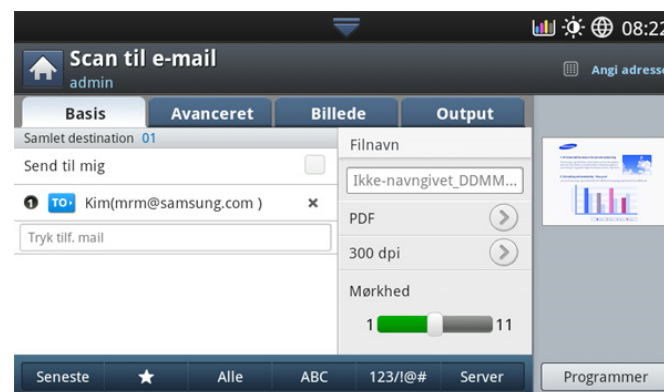 08:22
Scan til e-mail
admin
Angi adresse
Basis
Avanceret
Billede
Output
Samlet destination 01
Send til mig
1 TO Kim(mrm@samsung.com ) ×
Tryk tilf. mail
Filnavn
Ikke-navngivet_DDMM...
PDF
300 dpi
Mørkhed
1 11
Seneste ★ Alle ABC 123/!@# Server
Programmer